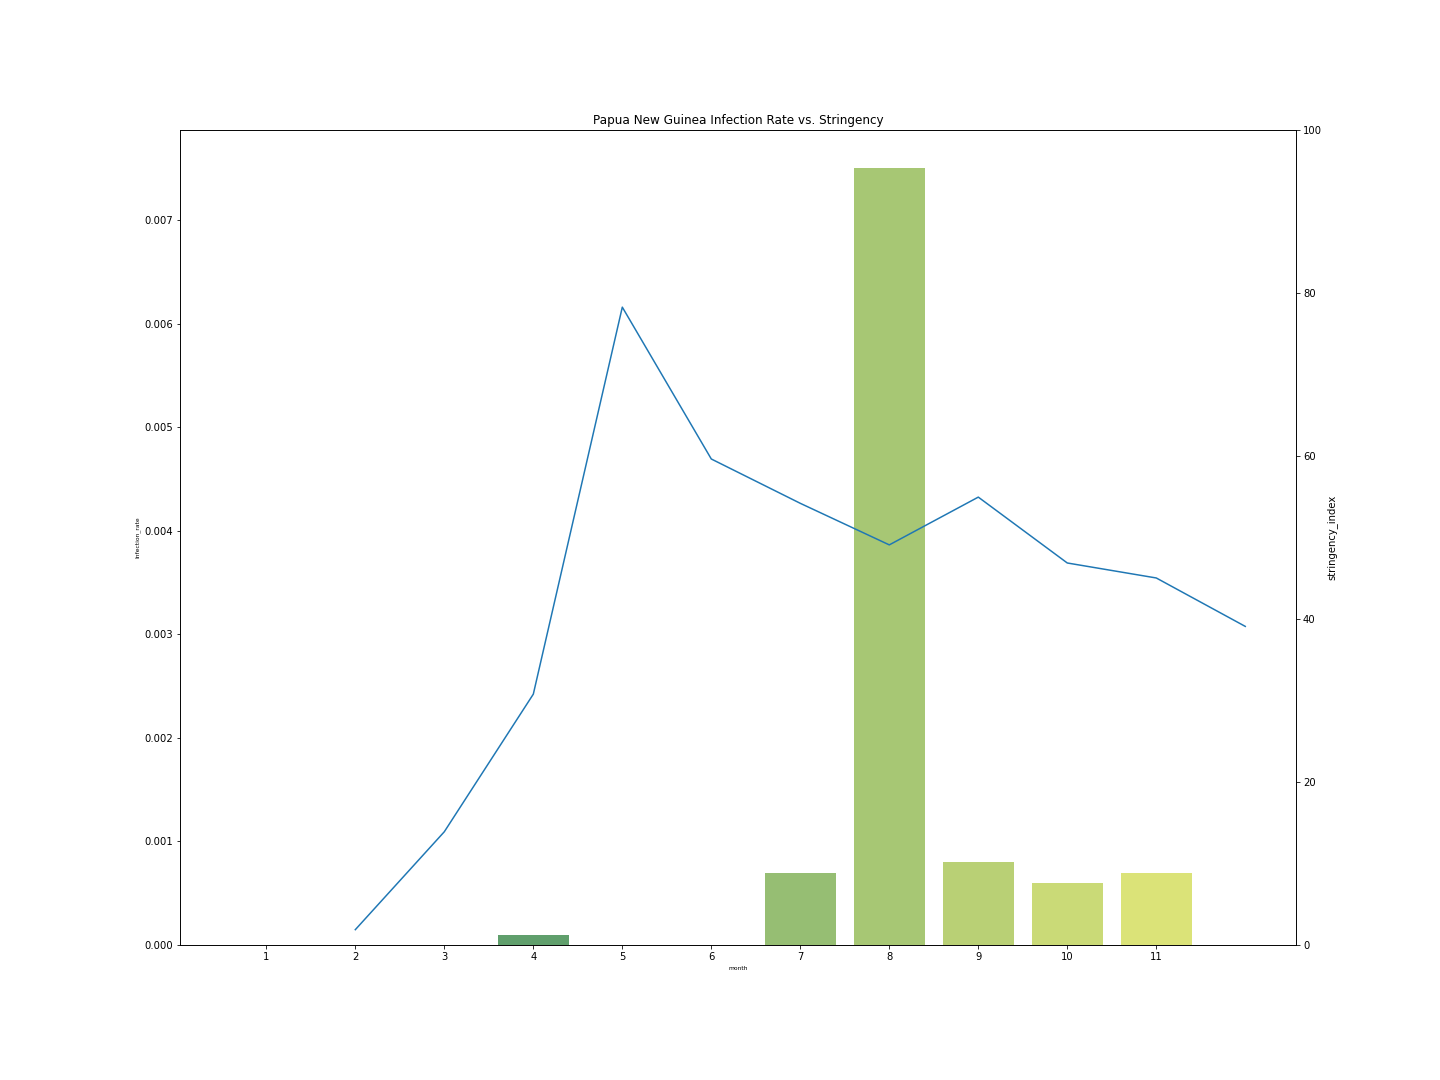 Papua New Guinea Infection Rate vs. Stringency
0.007
0.006
0.005
0.004
0.003
0.002
0.001
0.000
Infection_rate
100
80
60
40
20
0
stringency_index
1 2 3 4 5 6 7 8 9 10 11
month